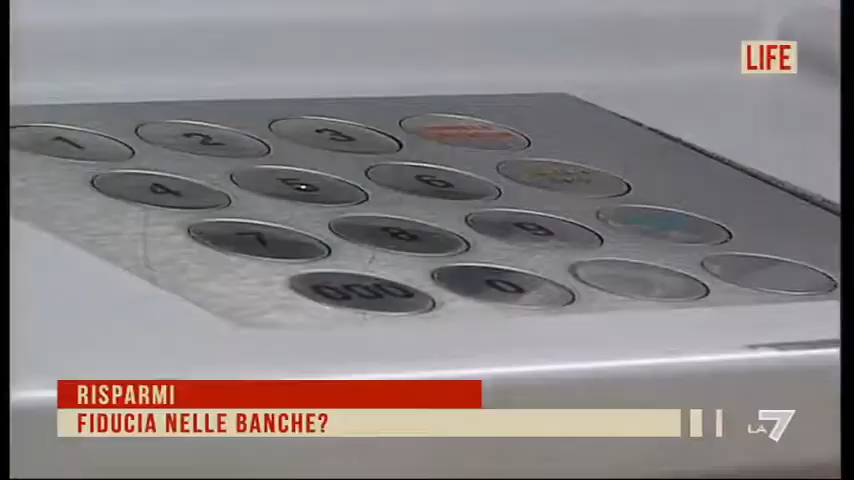 LIFE
1 2 3
4 5 6
7 8 9
000 0
RISPARMI
FIDUCIA NELLE BANCHE?
LA7